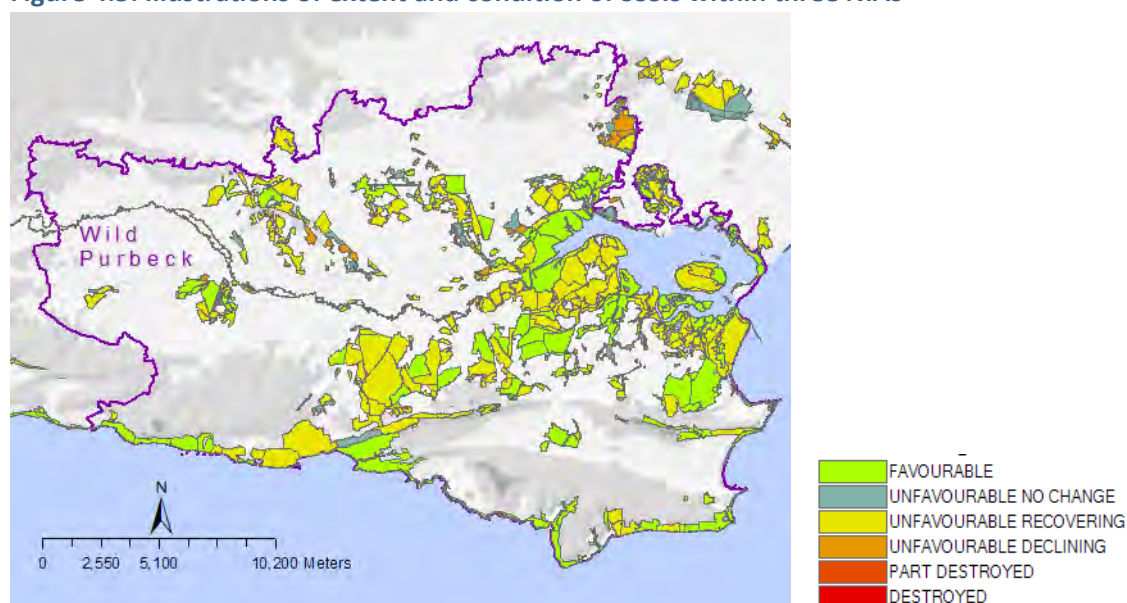 Wild
Purbeck
N
0 2,550 5,100 10,200 Meters
FAVOURABLE
UNFAVOURABLE NO CHANGE
UNFAVOURABLE RECOVERING
UNFAVOURABLE DECLINING
PART DESTROYED
DESTROYED